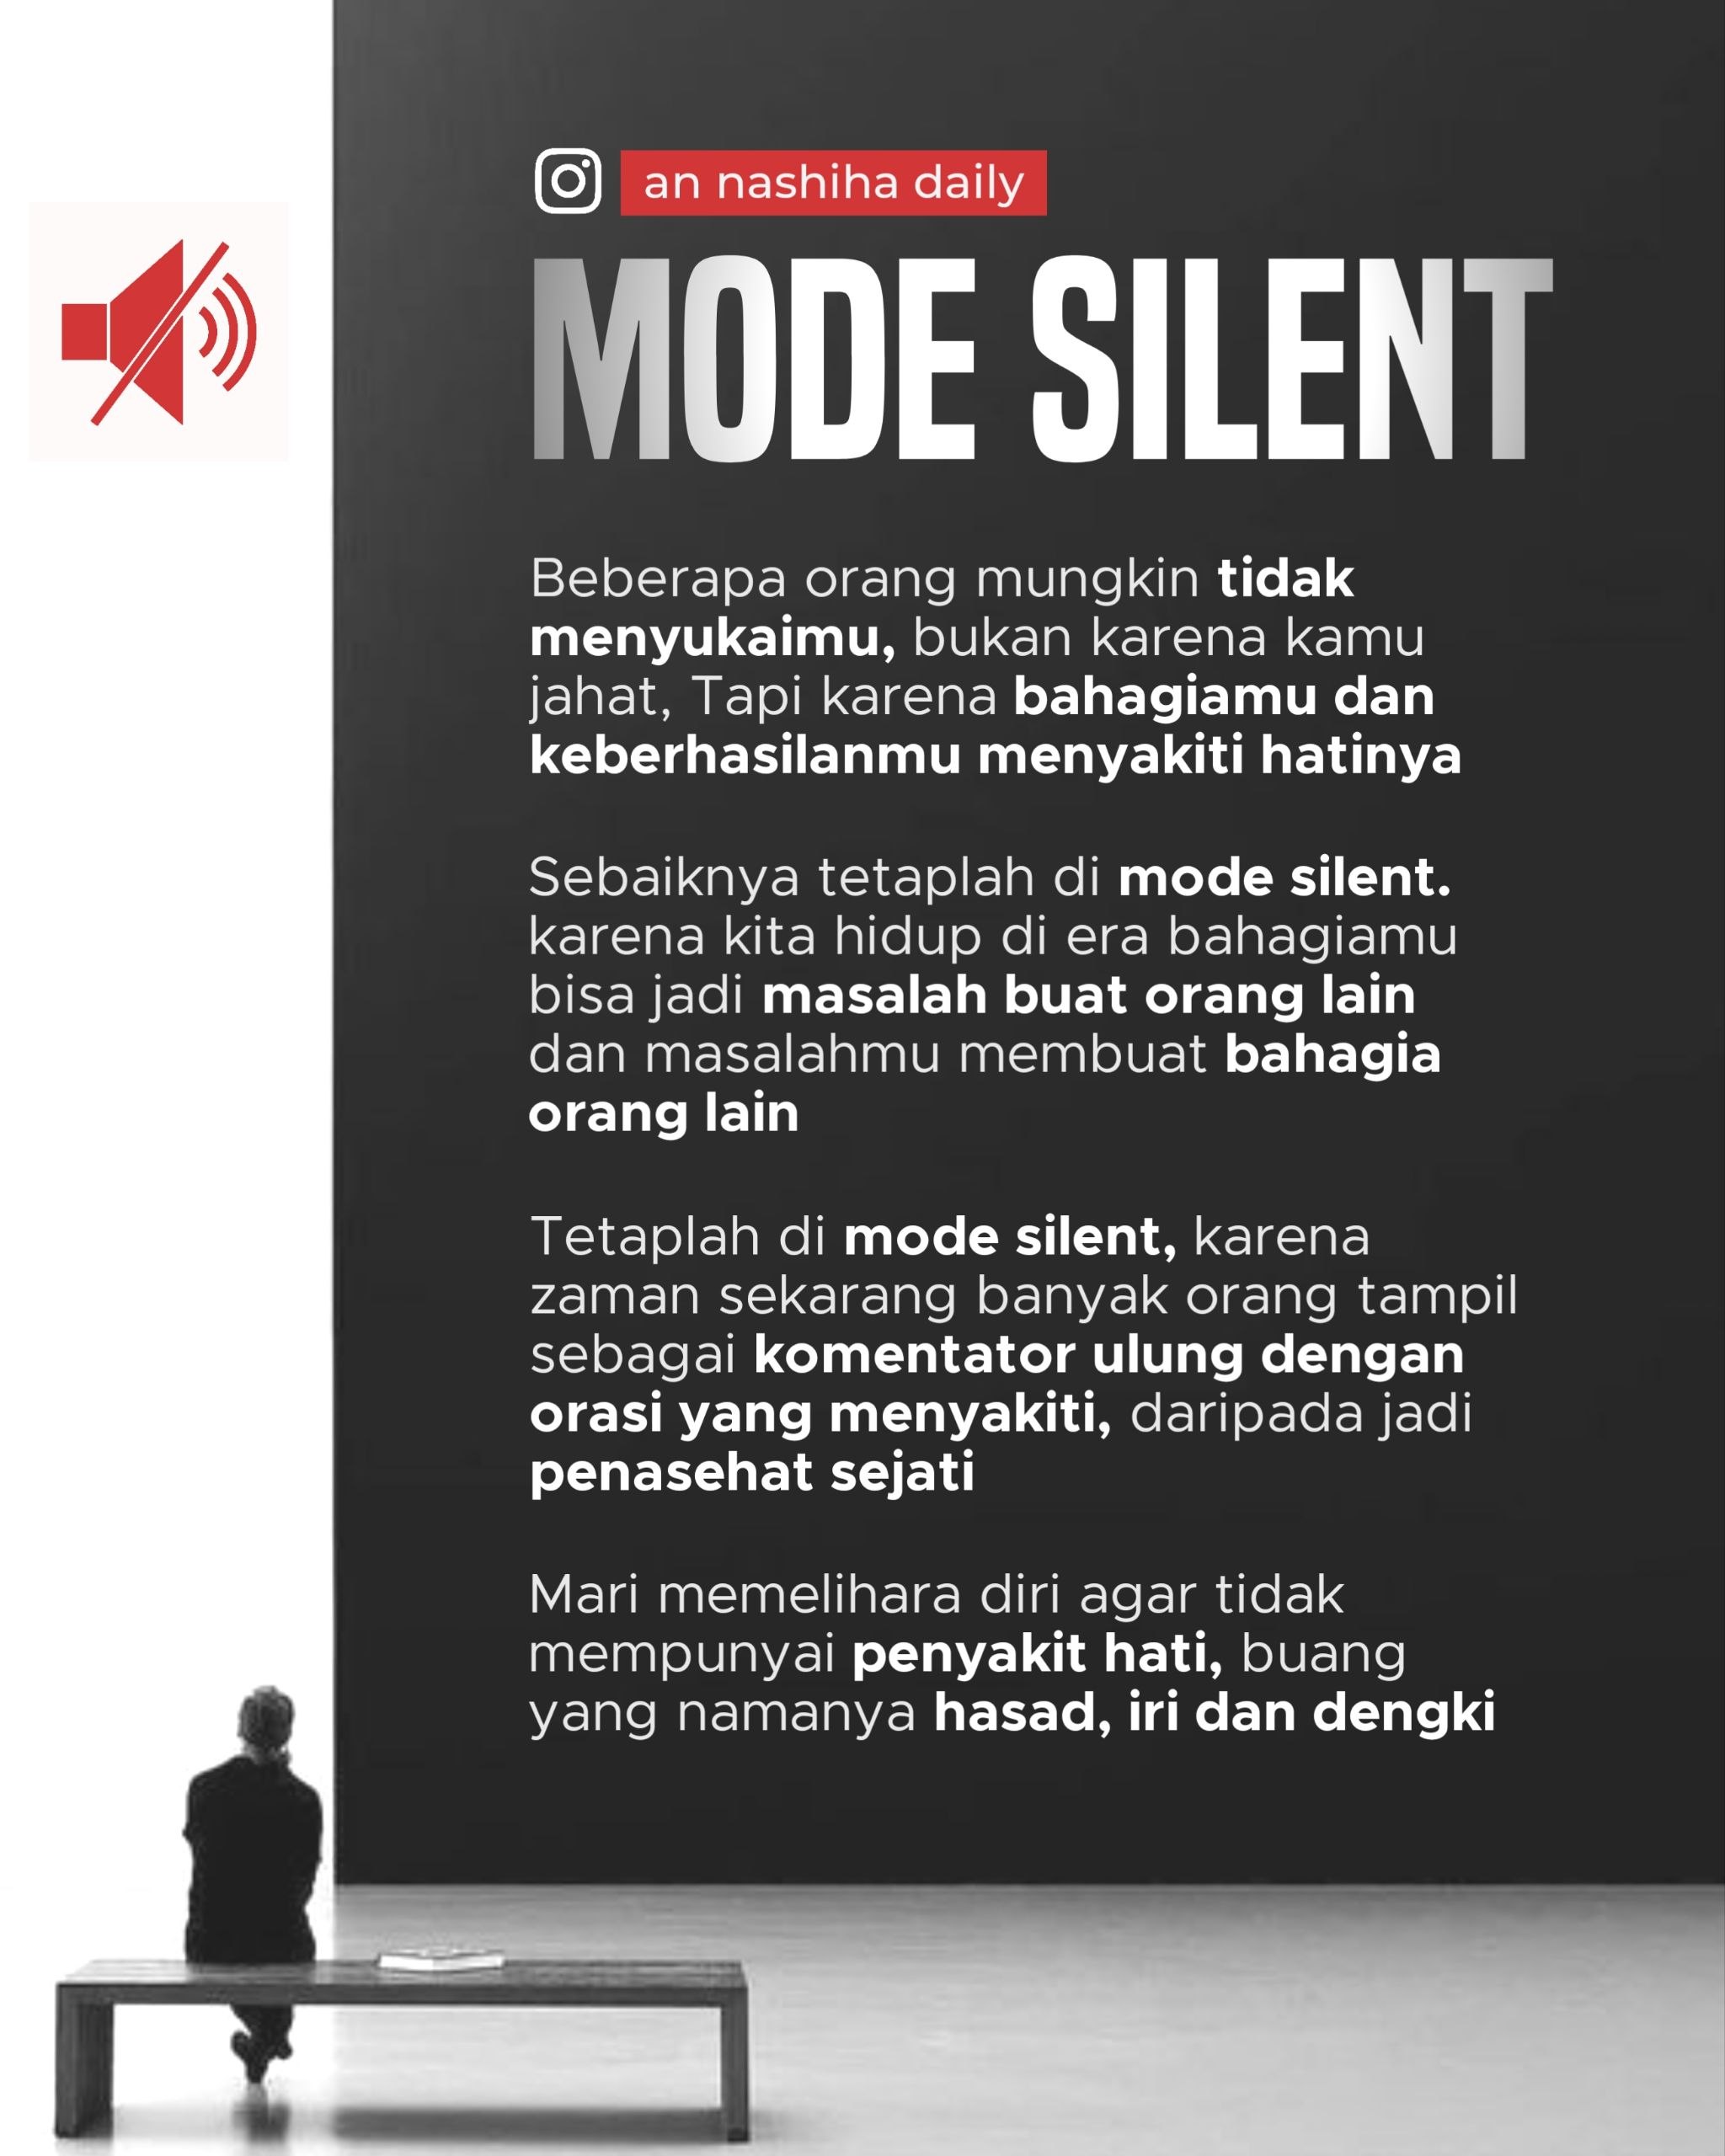 an nashiha daily
MODE SILENT
Beberapa orang mungkin tidak
menyukaimu, bukan karena kamu
jahat, Tapi karena bahagiamu dan
keberhasilanmu menyakiti hatinya
Sebaiknya tetaplah di mode silent.
karena kita hidup di era bahagiamu
bisa jadi masalah buat orang lain
dan masalahmu membuat bahagia
orang lain
Tetaplah di mode silent, karena
zaman sekarang banyak orang tampil
sebagai komentator ulung dengan
orasi yang menyakiti, daripada jadi
penasehat sejati
Mari memelihara diri agar tidak
mempunyai penyakit hati, buang
yang namanya hasad, iri dan dengki